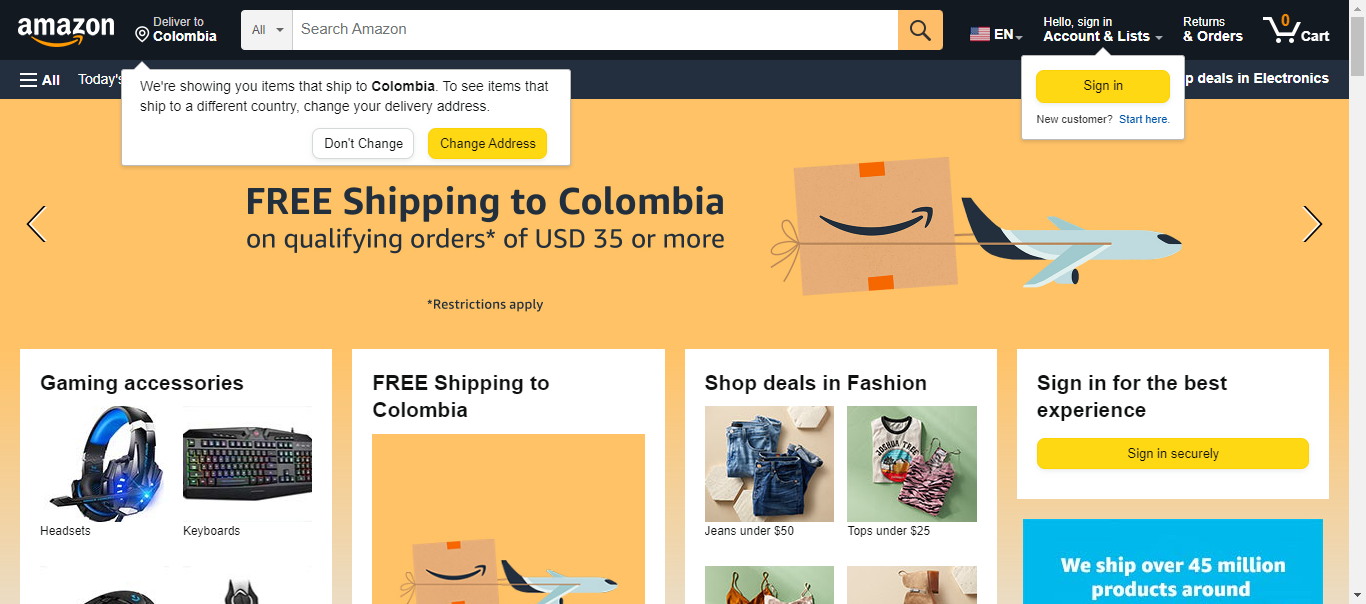 amazon
Deliver to
Colombia
All
Search Amazon
EN
Hello, sign in
Account & Lists
Returns
& Orders
0
Cart
All
Today's
p deals in Electronics
We're showing you items that ship to Colombia. To see items that
ship to a different country, change your delivery address.
Don't Change
Change Address
Sign in
New customer? Start here.
FREE Shipping to Colombia
on qualifying orders* of USD 35 or more
*Restrictions apply
Gaming accessories
Headsets
Keyboards
FREE Shipping to
Colombia
Shop deals in Fashion
JOSHUA TREE
Jeans under $50
Tops under $25
Sign in for the best
experience
Sign in securely
We ship over 45 million
products around